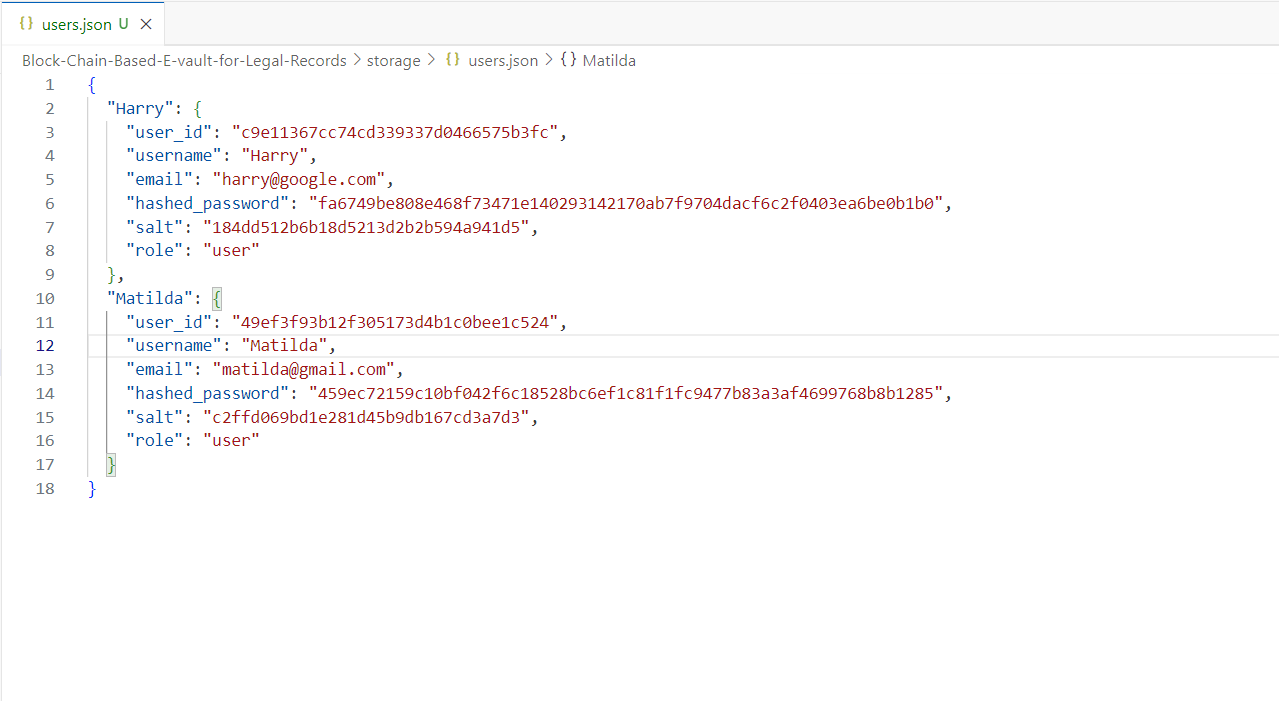 {} users.json U ×
Block-Chain-Based-E-vault-for-Legal-Records > storage > {} users.json > {} Matilda
1 {
2 "Harry": {
3 "user_id": "c9e11367cc74cd339337d0466575b3fc",
4 "username": "Harry",
5 "email": "harry@google.com",
6 "hashed_password": "fa6749be808e468f73471e140293142170ab7f9704dacf6c2f0403ea6be0b1b0",
7 "salt": "184dd512b6b18d5213d2b2b594a941d5",
8 "role": "user"
9 },
10 "Matilda": {
11 "user_id": "49ef3f93b12f305173d4b1c0bee1c524",
12 "username": "Matilda",
13 "email": "matilda@gmail.com",
14 "hashed_password": "459ec72159c10bf042f6c18528bc6ef1c81f1fc9477b83a3af4699768b8b1285",
15 "salt": "c2ffd069bd1e281d45b9db167cd3a7d3",
16 "role": "user"
17 }
18 }